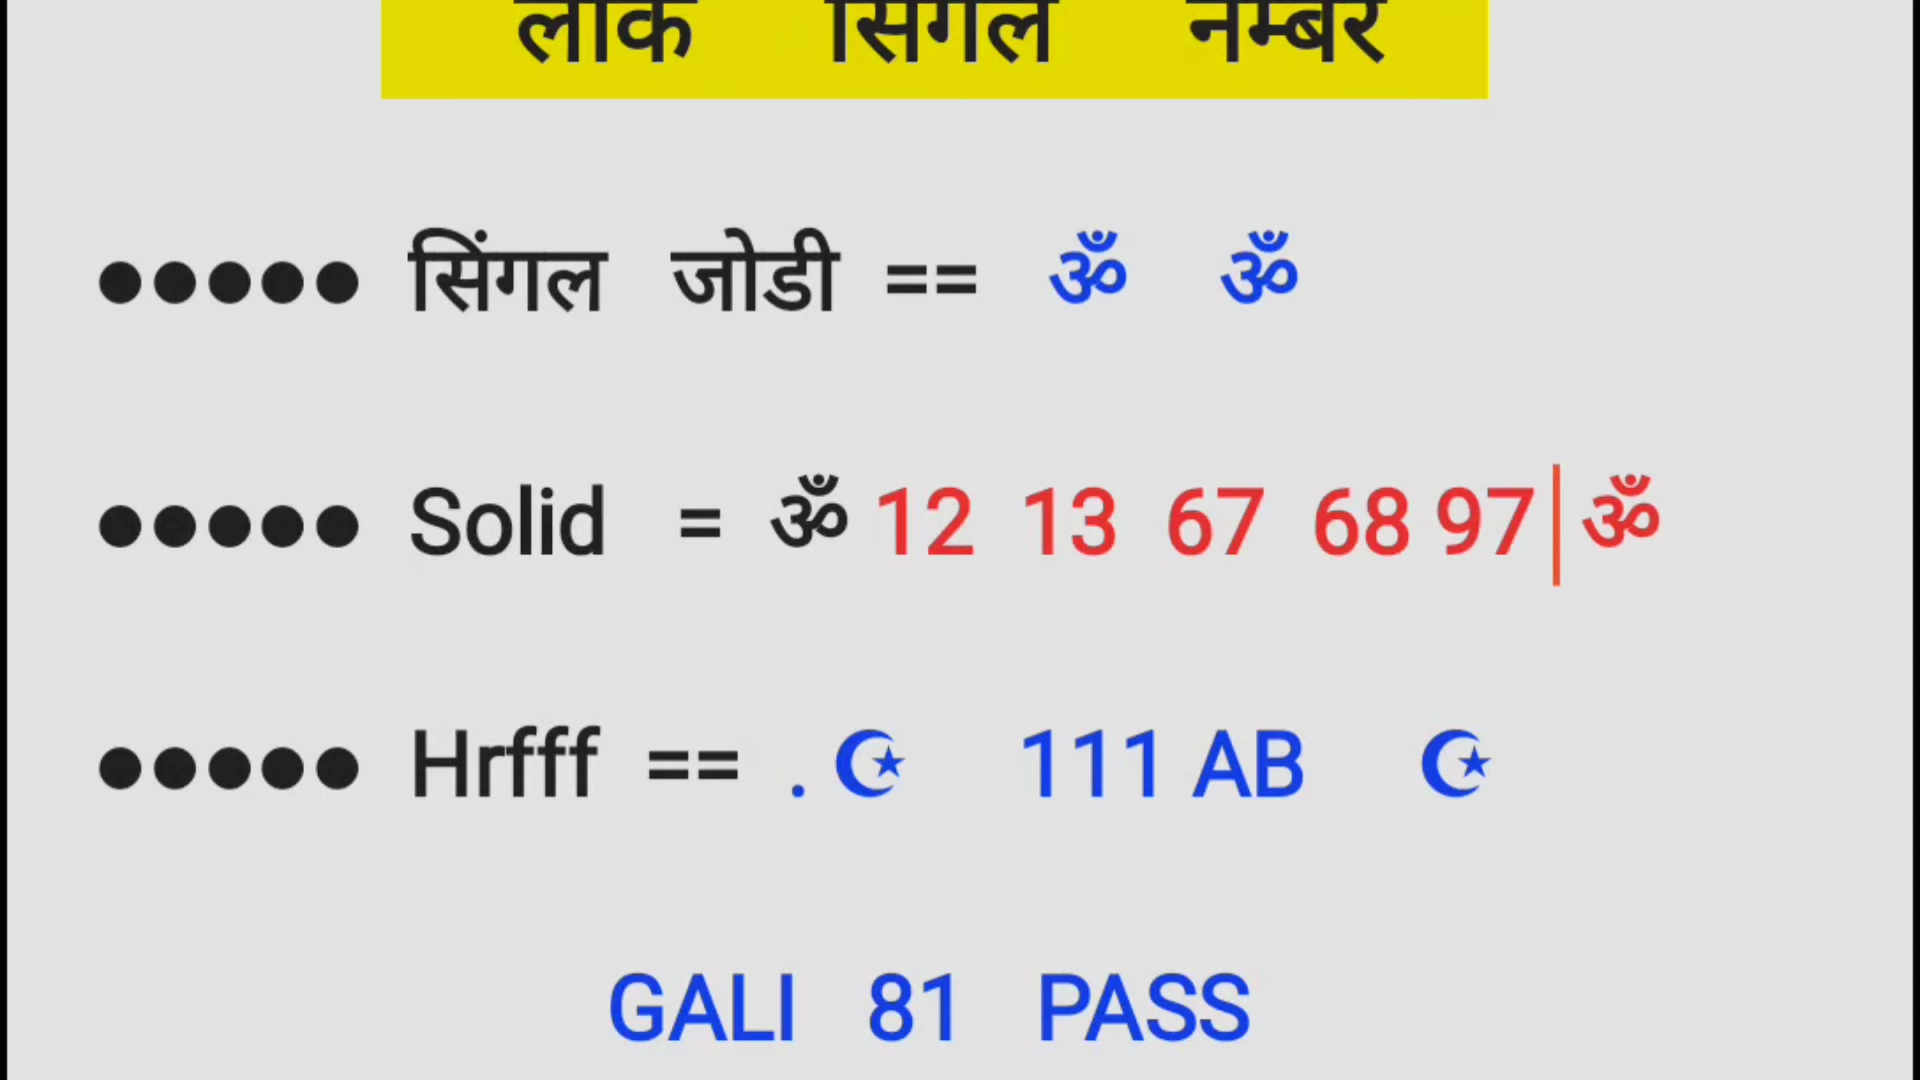 लोक सिंगल नम्बर
●●●●● सिंगल जोडी == ॐ ॐ
●●●●● Solid = ॐ 12 13 67 68 97 ॐ
●●●●● Hrfff == . ☪ 111 AB ☪
GALI 81 PASS